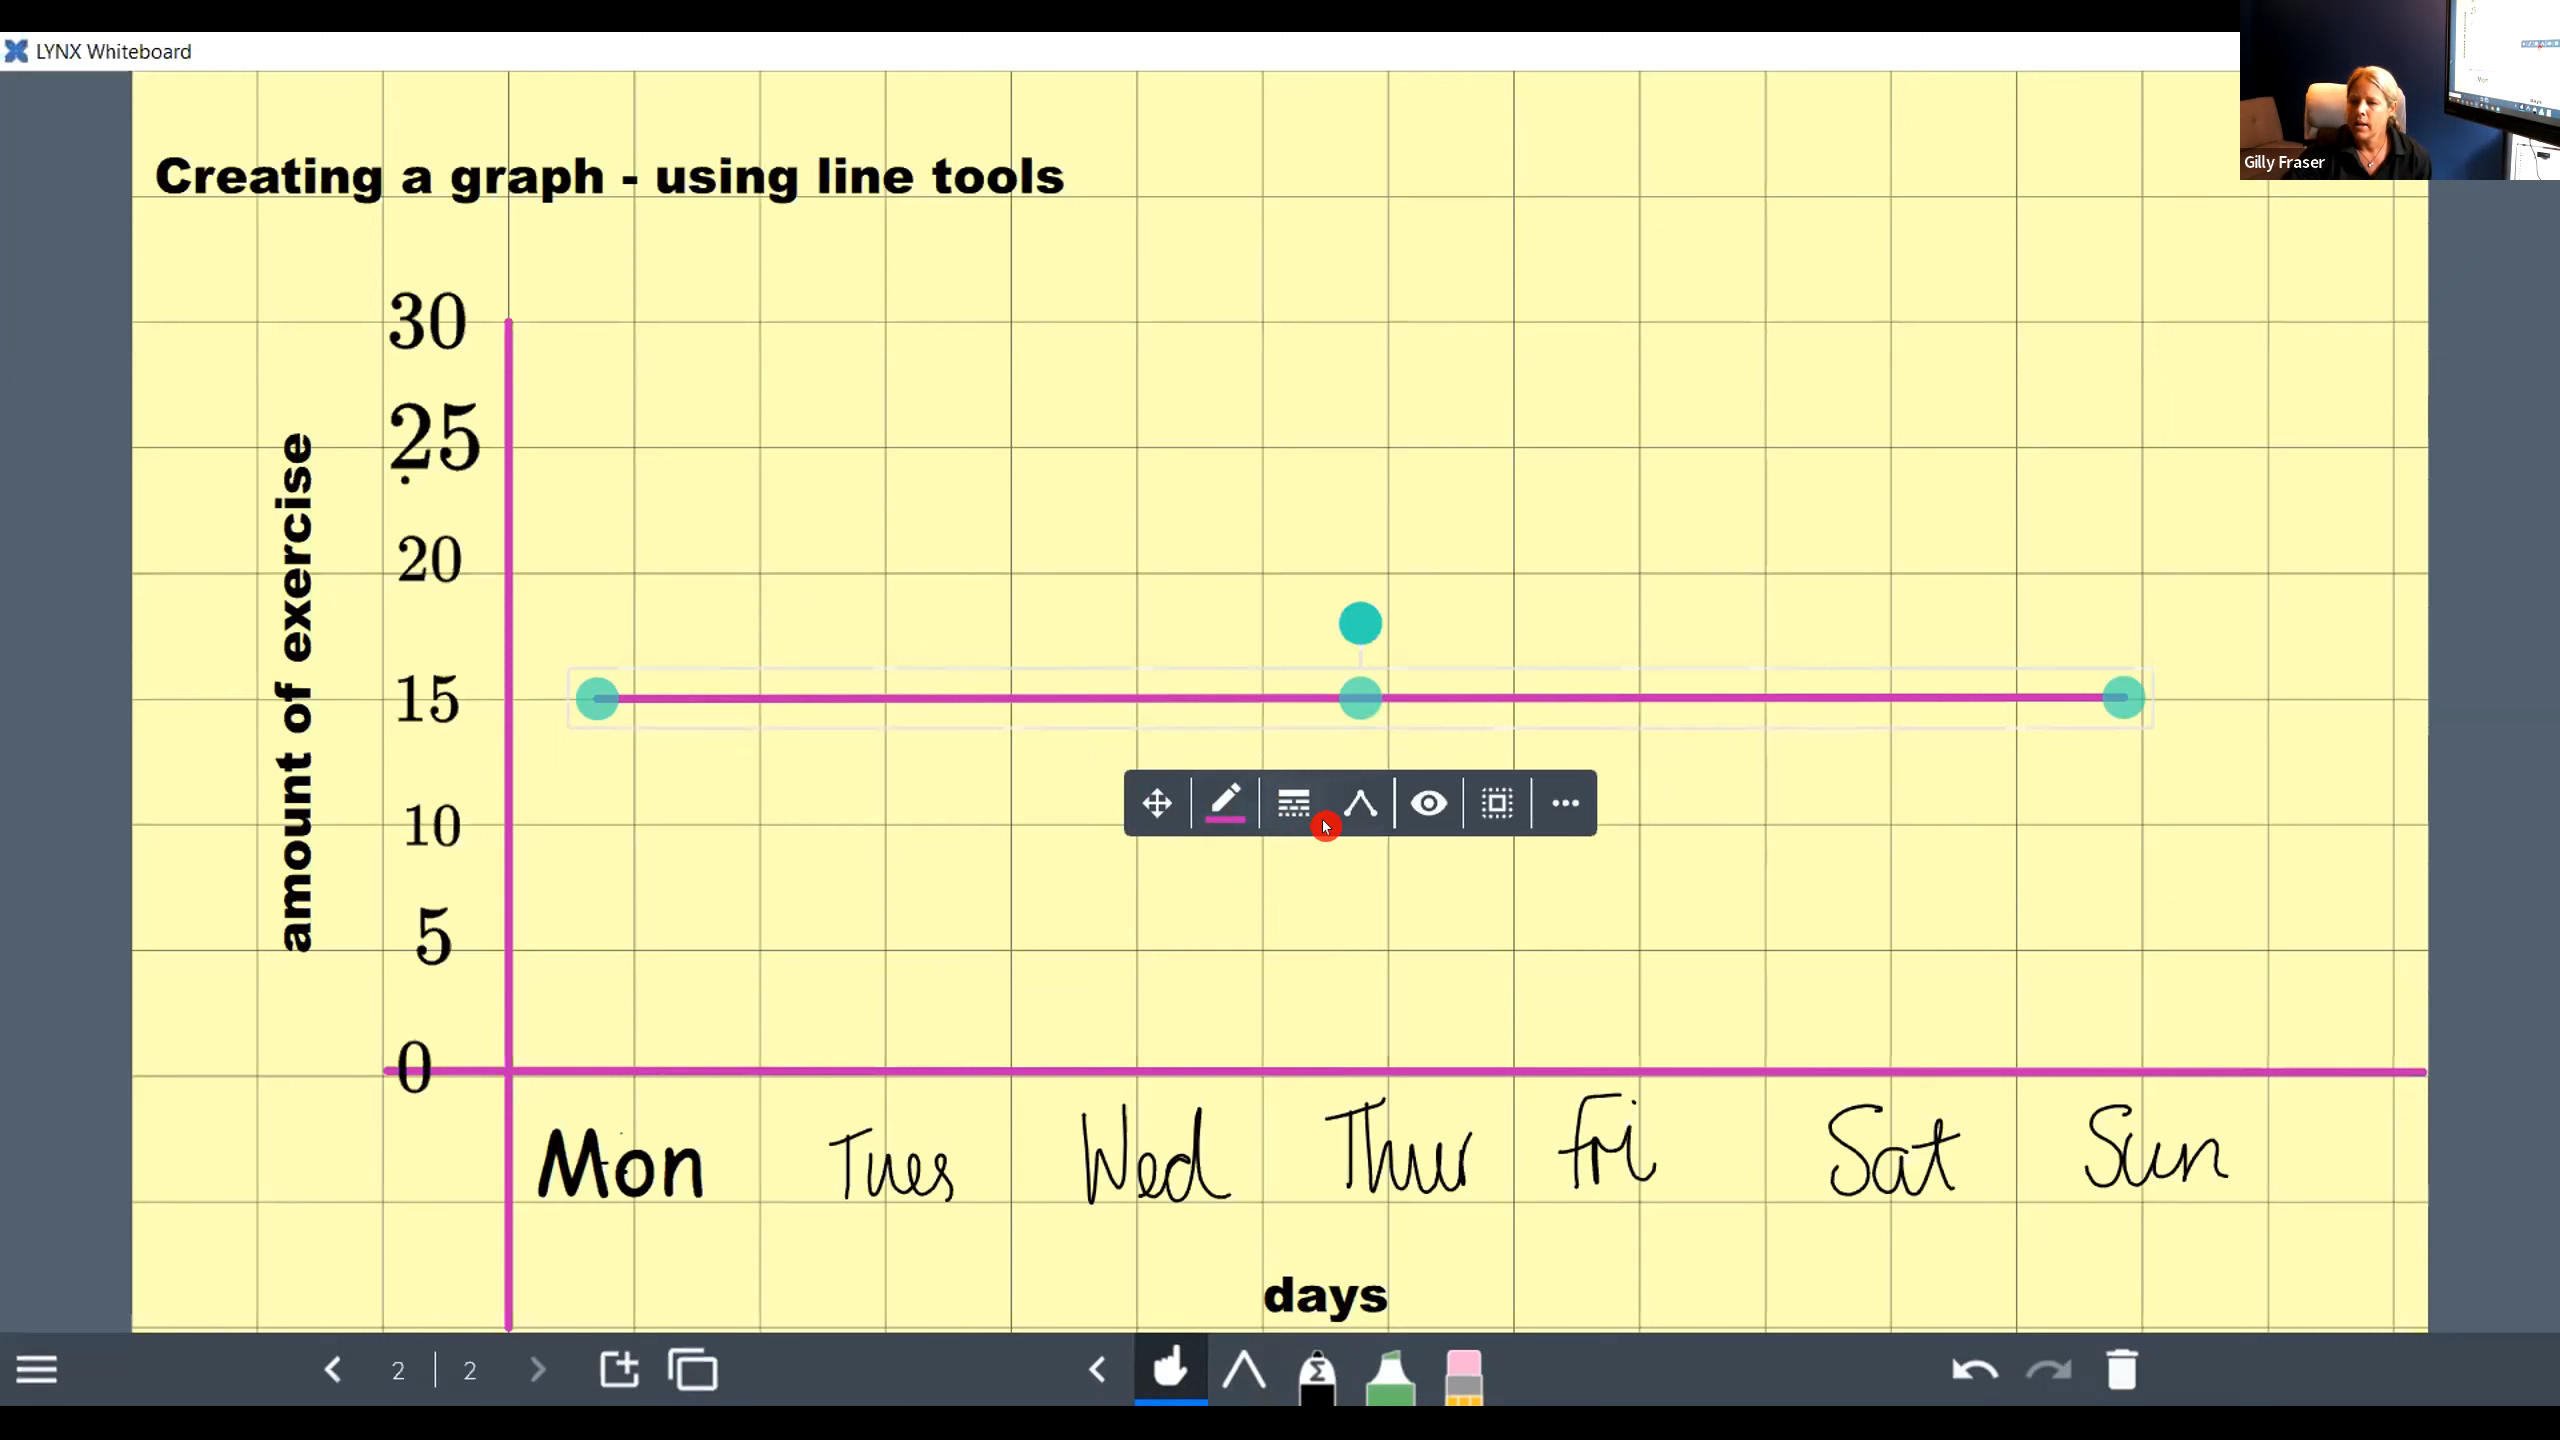 LYNX Whiteboard
Gilly Fraser
Creating a graph - using line tools
30
25
20
15
10
5
0
amount of exercise
Mon Tues Wed Thur Fri Sat Sun
days
2 | 2
Σ